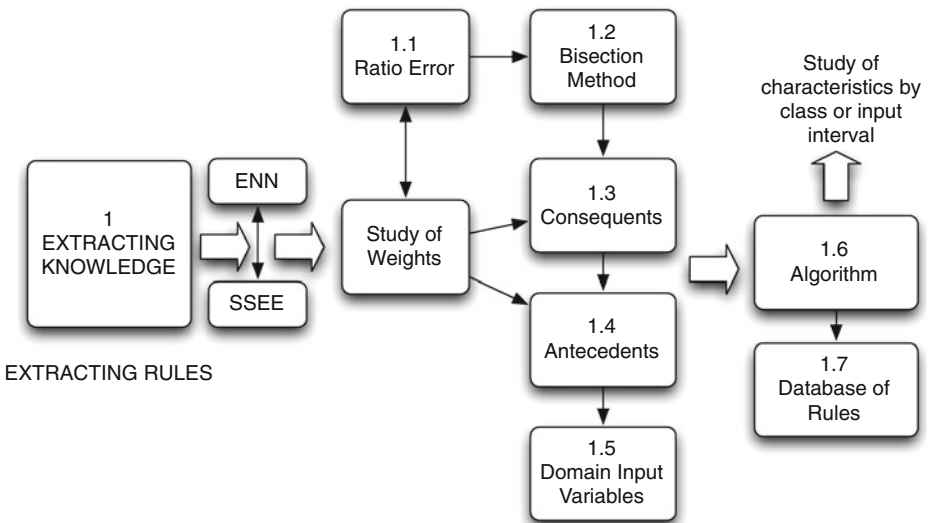 1
EXTRACTING
KNOWLEDGE
EXTRACTING RULES
ENN
SSEE
1.1
Ratio Error
Study of
Weights
1.2
Bisection
Method
1.3
Consequents
1.4
Antecedents
1.5
Domain Input
Variables
Study of
characteristics by
class or input
interval
1.6
Algorithm
1.7
Database of
Rules